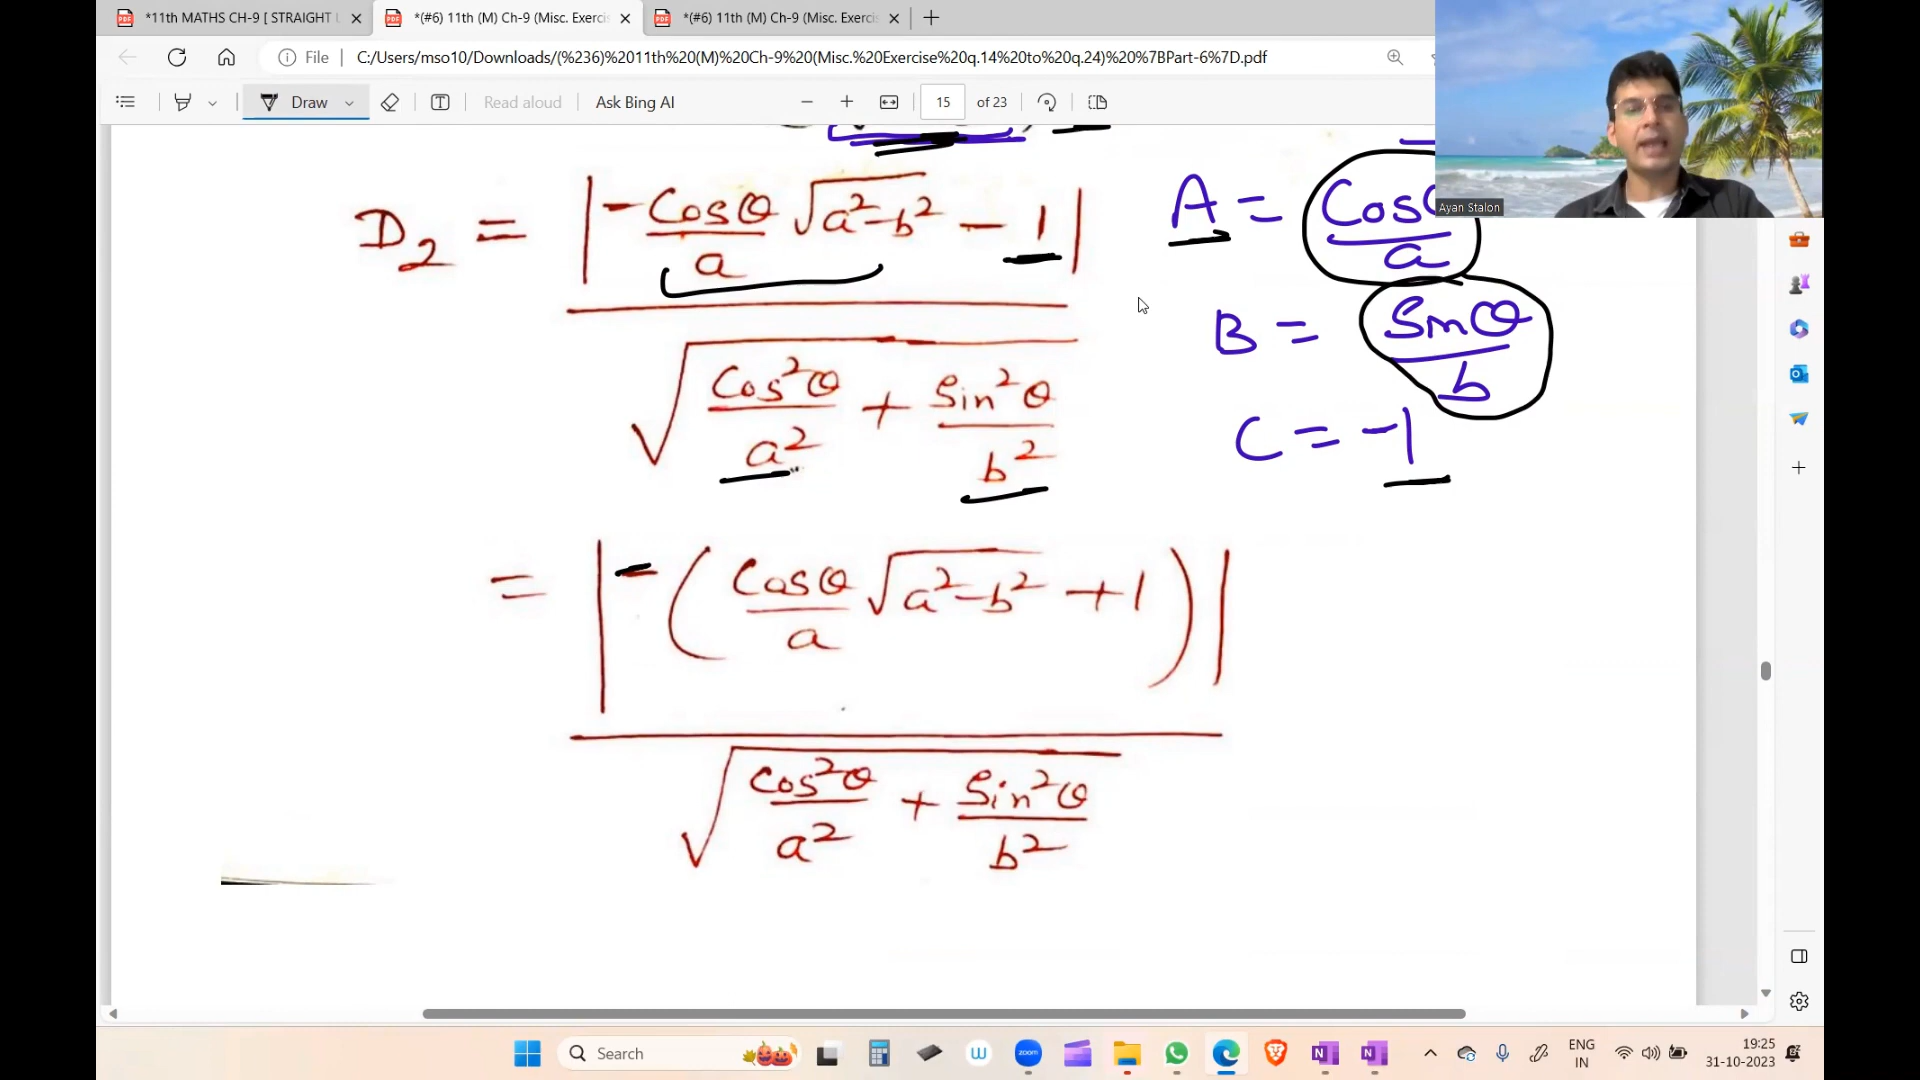 *11th MATHS CH-9 [ STRAIGHT L
*(#6) 11th (M) Ch-9 (Misc. Exercis
*(#6) 11th (M) Ch-9 (Misc. Exercis
File | C:/Users/mso10/Downloads/(%236)%2011th%20(M)%20Ch-9%20(Misc.%20Exercise%20q.14%20to%20q.24)%20%7BPart-6%7D.pdf
Draw
Read aloud
Ask Bing AI
15 of 23
Ayan Stalon
D₂ = |-Cosθ/a √a²-b² - 1|
√Cos²θ/a² + Sin²θ/b²
A = Cosθ/a
B = Sinθ/b
C = -1
= |-(Cosθ/a √a²-b² + 1)|
√Cos²θ/a² + Sin²θ/b²
Search
zoom
ENG
IN
19:25
31-10-2023